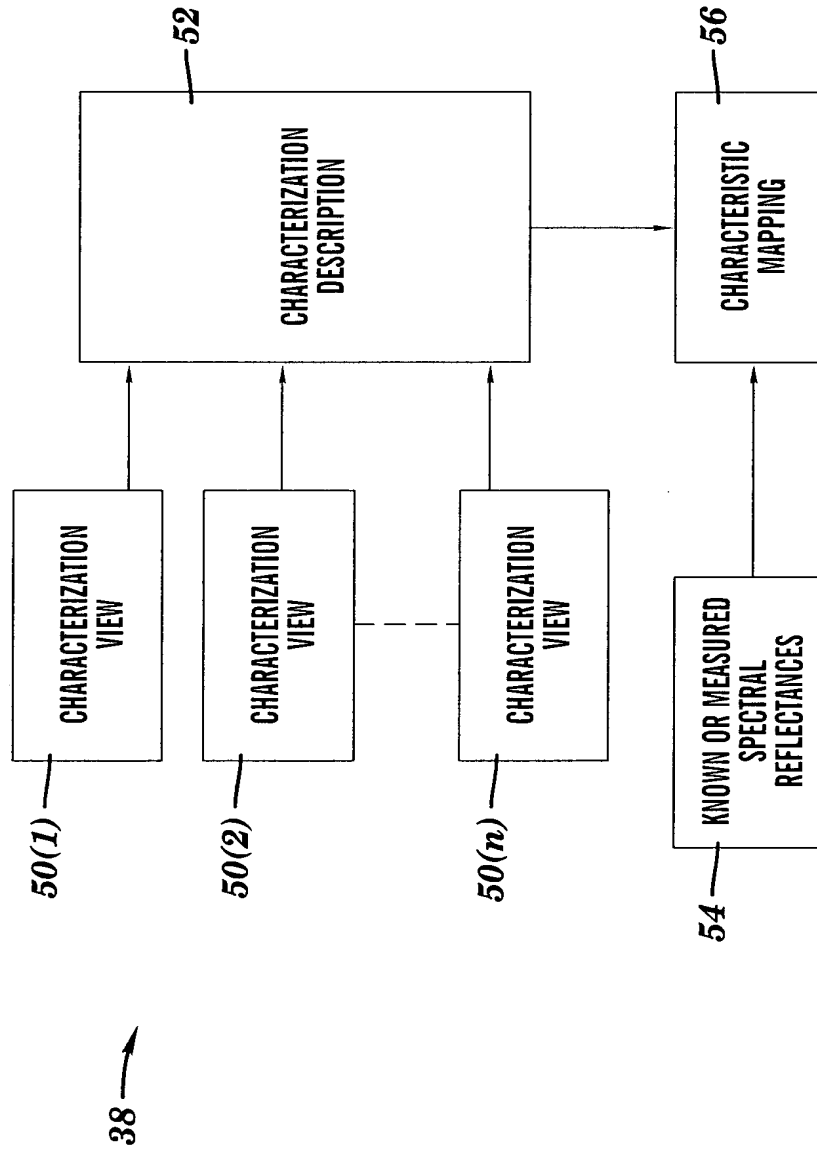 38
50(1)
CHARACTERIZATION
VIEW
50(2)
CHARACTERIZATION
VIEW
50(n)
CHARACTERIZATION
VIEW
52
CHARACTERIZATION
DESCRIPTION
54
KNOWN OR MEASURED
SPECTRAL
REFLECTANCES
56
CHARACTERISTIC
MAPPING